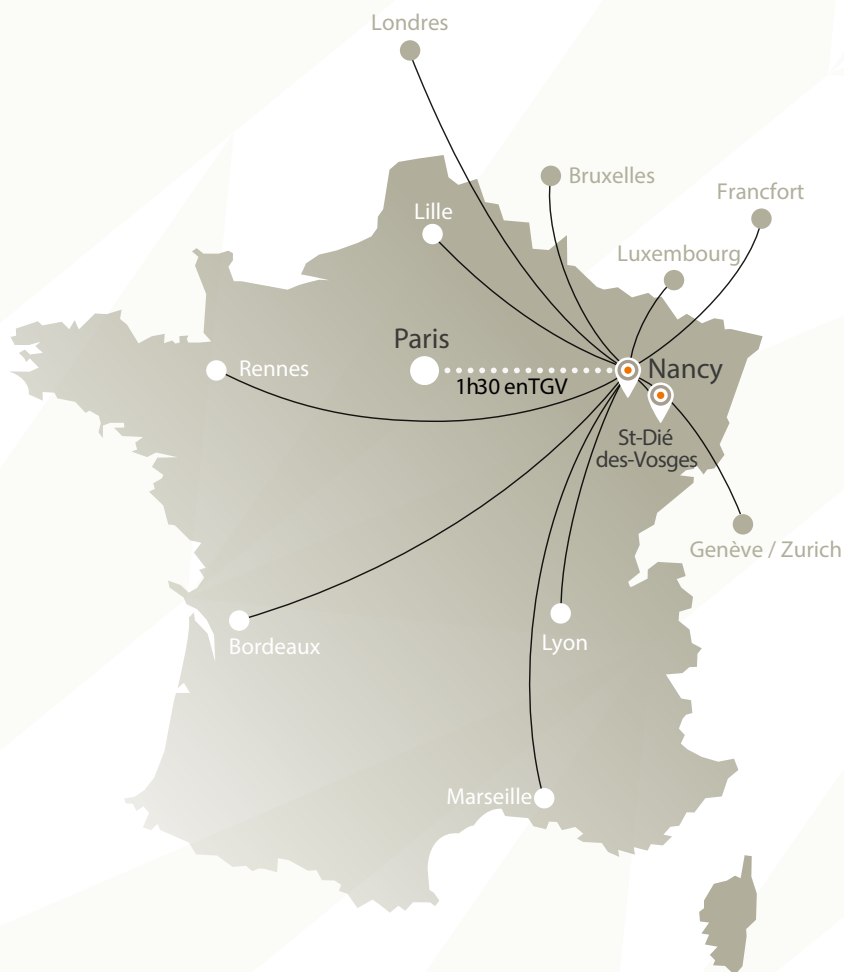 Londres
Bruxelles
Francfort
Lille
Luxembourg
Paris
Rennes
Nancy
1h30 enTGV
St-Dié
des-Vosges
Genève / Zurich
Bordeaux
Lyon
Marseille